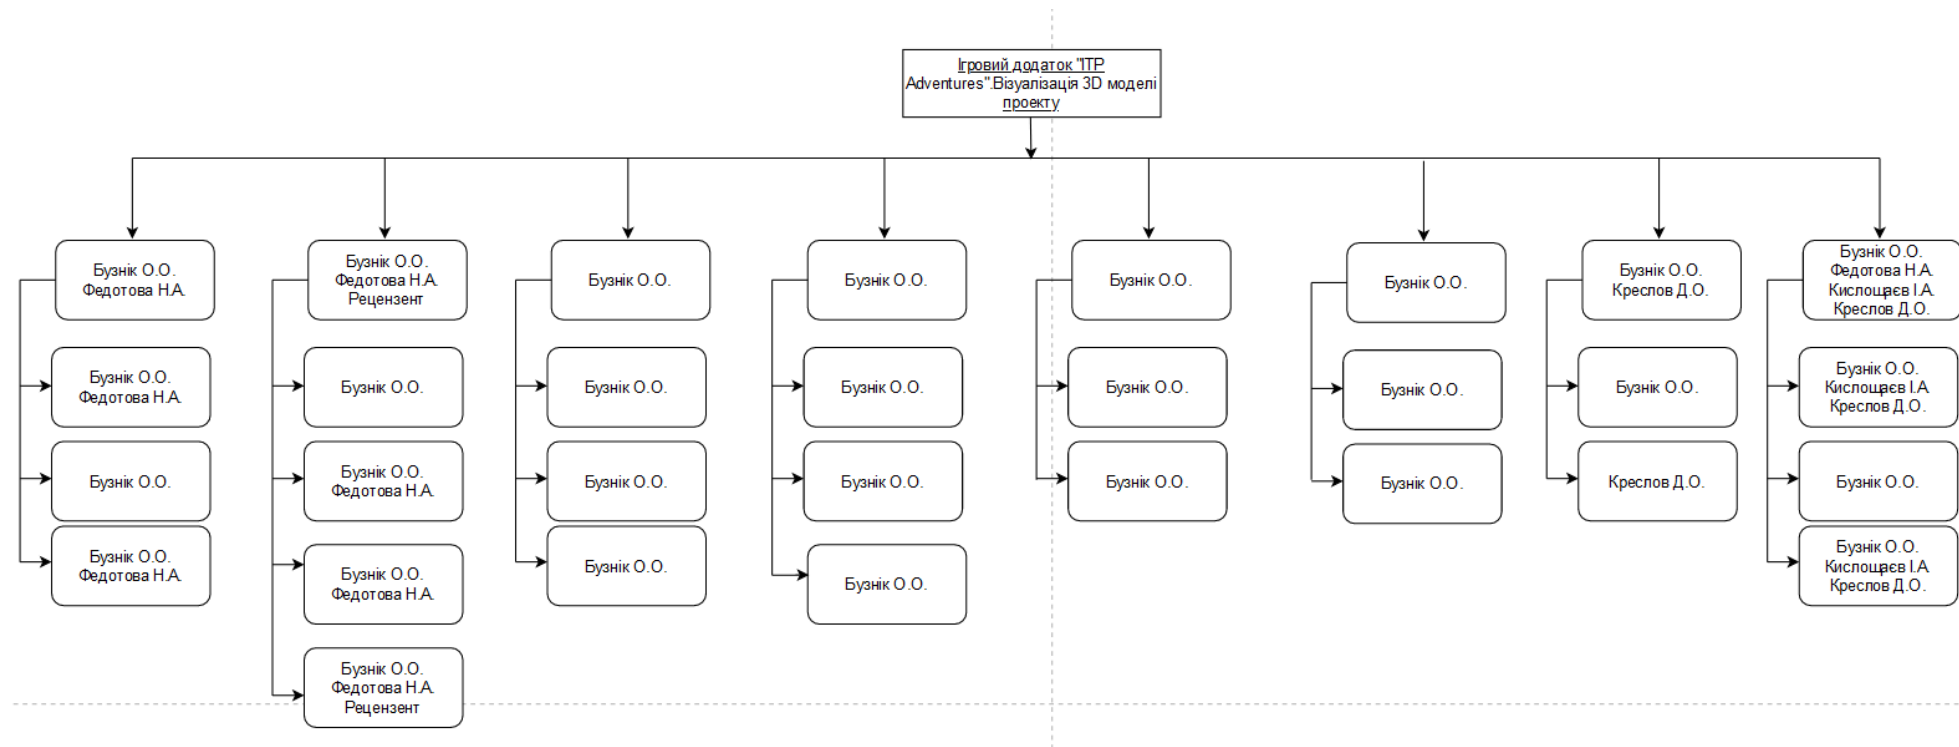 Ігровий додаток "ITP
Adventures".Візуалізація 3D моделі
проекту
Бузнік О.О.
Федотова Н.А.
Бузнік О.О.
Федотова Н.А.
Рецензент
Бузнік О.О.
Бузнік О.О.
Бузнік О.О.
Бузнік О.О.
Бузнік О.О.
Креслов Д.О.
Бузнік О.О.
Федотова Н.А.
Кислощаєв І.А.
Креслов Д.О.
Бузнік О.О.
Федотова Н.А.
Бузнік О.О.
Бузнік О.О.
Бузнік О.О.
Бузнік О.О.
Бузнік О.О.
Бузнік О.О.
Бузнік О.О.
Кислощаєв І.А.
Креслов Д.О.
Бузнік О.О.
Бузнік О.О.
Федотова Н.А.
Бузнік О.О.
Бузнік О.О.
Бузнік О.О.
Бузнік О.О.
Креслов Д.О.
Бузнік О.О.
Бузнік О.О.
Федотова Н.А.
Бузнік О.О.
Федотова Н.А.
Бузнік О.О.
Бузнік О.О.
Бузнік О.О.
Кислощаєв І.А.
Креслов Д.О.
Бузнік О.О.
Федотова Н.А.
Рецензент